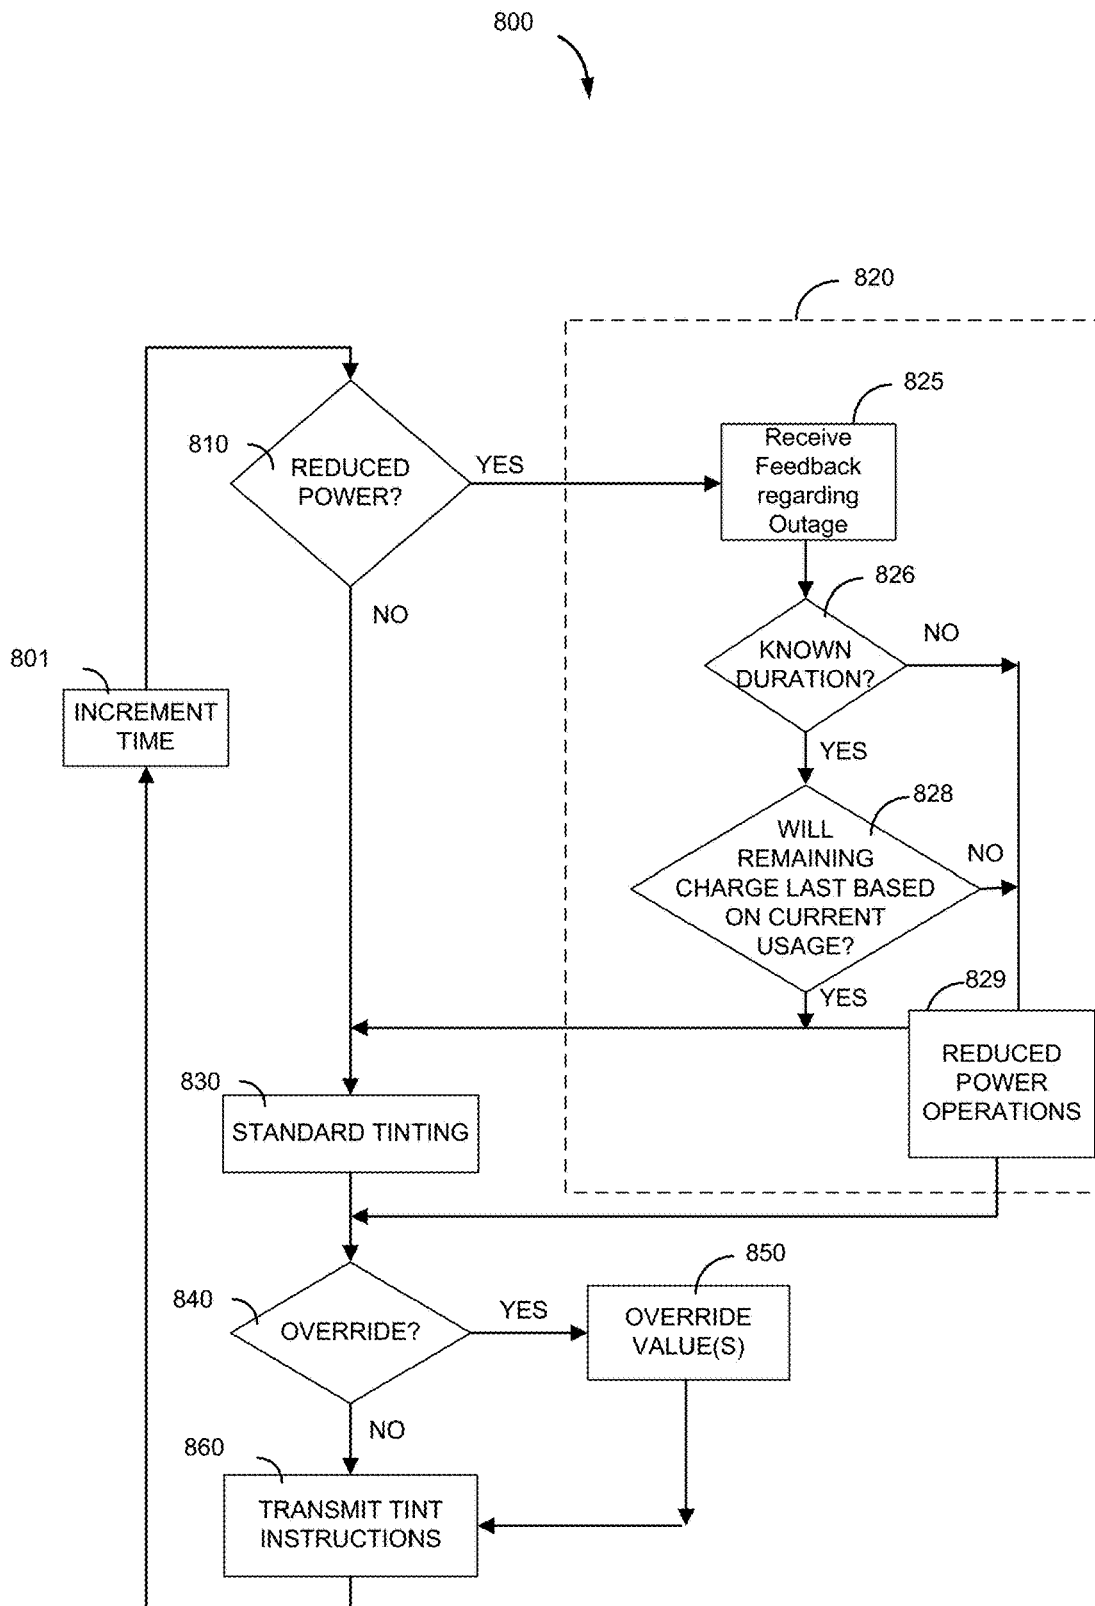 800
820
825
Receive
Feedback
regarding
Outage
810
REDUCED
POWER?
YES
NO
826
KNOWN
DURATION?
NO
YES
801
INCREMENT
TIME
828
WILL
REMAINING
CHARGE LAST BASED
ON CURRENT
USAGE?
NO
YES
829
REDUCED
POWER
OPERATIONS
830
STANDARD TINTING
840
OVERRIDE?
YES
850
OVERRIDE
VALUE(S)
NO
860
TRANSMIT TINT
INSTRUCTIONS